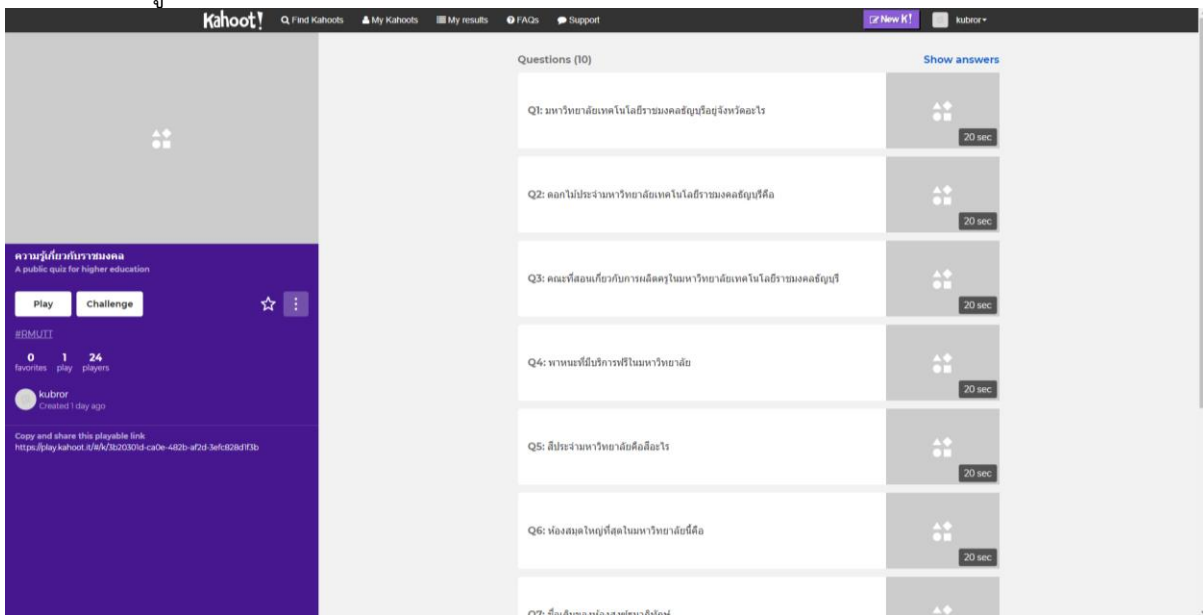 Kahoot!
Find Kahoots
My Kahoots
My results
FAQs
Support
New K!
kubror
ความรู้เกี่ยวกับราชมงคล
A public quiz for higher education
Play
Challenge
#RMUTT
0 1 24
favorites play players
kubror
Created 1 day ago
Copy and share this playable link
Questions (10)
Show answers
Q1: มหาวิทยาลัยเทคโนโลยีราชมงคลธัญบุรีอยู่จังหวัดอะไร
20 sec
Q2: ดอกไม้ประจำมหาวิทยาลัยเทคโนโลยีราชมงคลธัญบุรีคือ
20 sec
Q3: คณะที่สอนเกี่ยวกับการผลิตครูในมหาวิทยาลัยเทคโนโลยีราชมงคลธัญบุรี
20 sec
Q4: พาหนะที่มีบริการฟรีในมหาวิทยาลัย
20 sec
Q5: สีประจำมหาวิทยาลัยคือสีอะไร
20 sec
Q6: ห้องสมุดใหญ่ที่สุดในมหาวิทยาลัยนี้คือ
20 sec